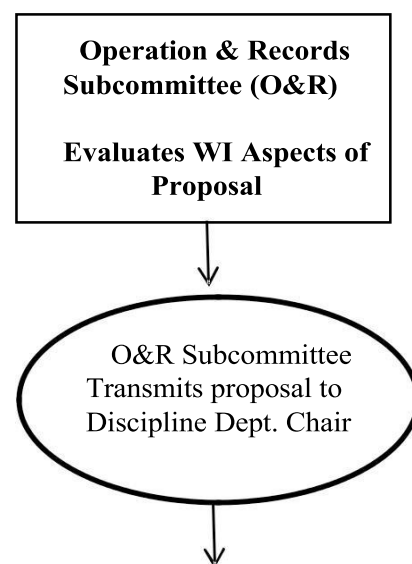 Operation & Records
Subcommittee (O&R)
Evaluates WI Aspects of
Proposal
O&R Subcommittee
Transmits proposal to
Discipline Dept. Chair